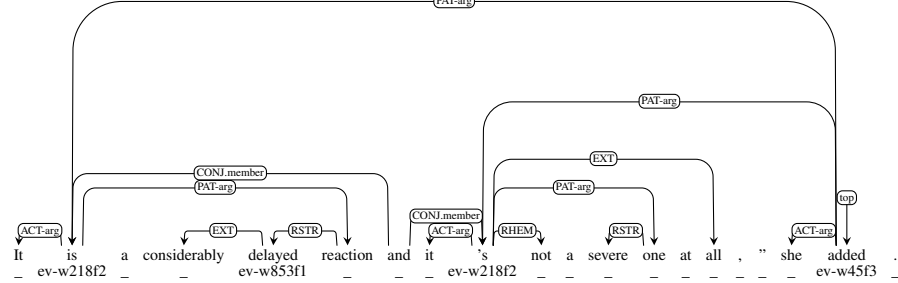 PAT-arg
PAT-arg
EXT
CONJ.member
PAT-arg PAT-arg
top
CONJ.member
ACT-arg EXT RSTR ACT-arg RHEM RSTR ACT-arg
It is a considerably delayed reaction and it 's not a severe one at all , ” she added .
_ ev-w218f2 _ _ ev-w853f1 _ _ _ ev-w218f2 _ _ _ _ _ _ _ _ _ ev-w45f3 _